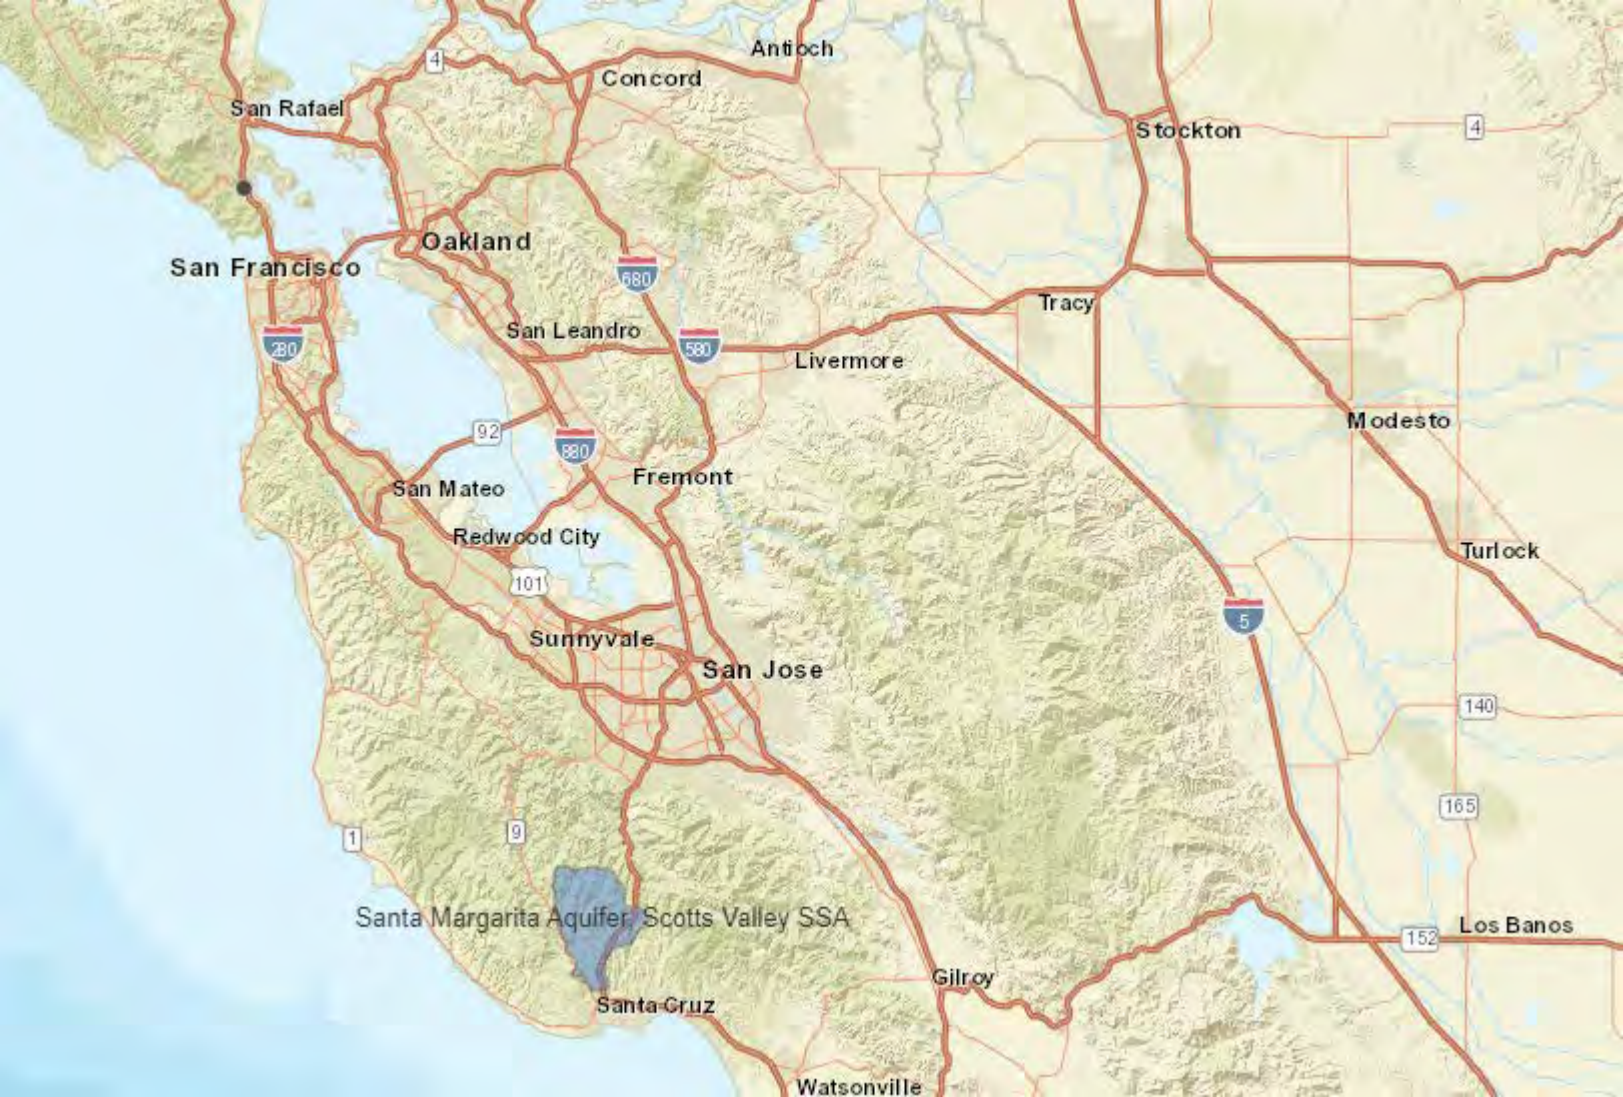 Antioch
4
Concord
San Rafael
Stockton
4
Oakland
San Francisco
680
Tracy
San Leandro
280
580
Livermore
Modesto
92
880
Fremont
San Mateo
Redwood City
Turlock
101
5
Sunnyvale
San Jose
140
165
1
9
Santa Margarita Aquifer, Scotts Valley SSA
Los Banos
152
Gilroy
Santa Cruz
Watsonville